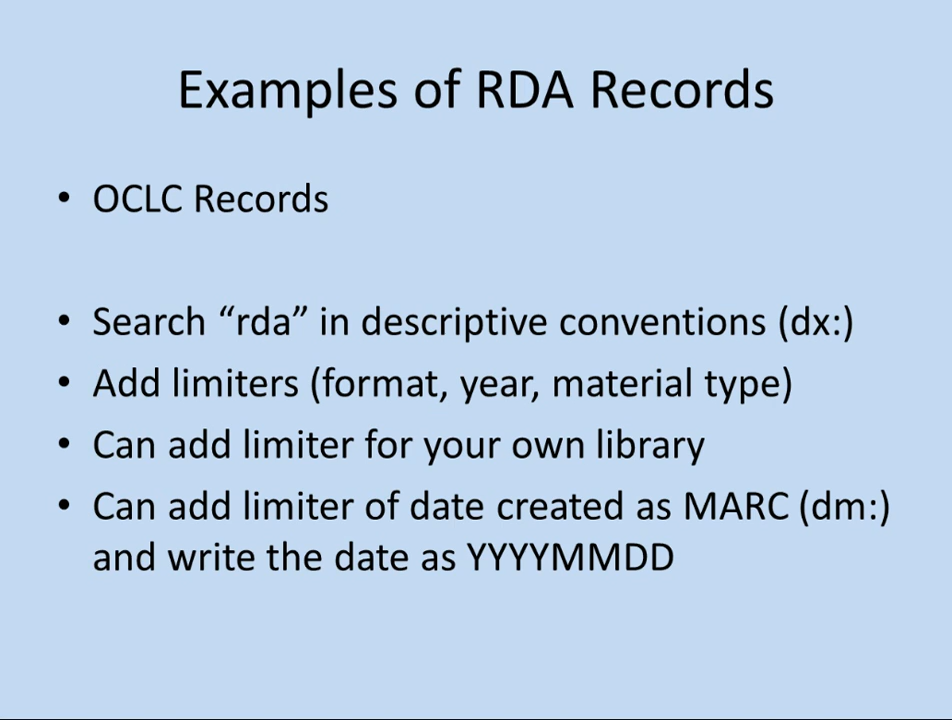 Examples of RDA Records
• OCLC Records
• Search “rda” in descriptive conventions (dx:)
• Add limiters (format, year, material type)
• Can add limiter for your own library
• Can add limiter of date created as MARC (dm:)
and write the date as YYYYMMDD